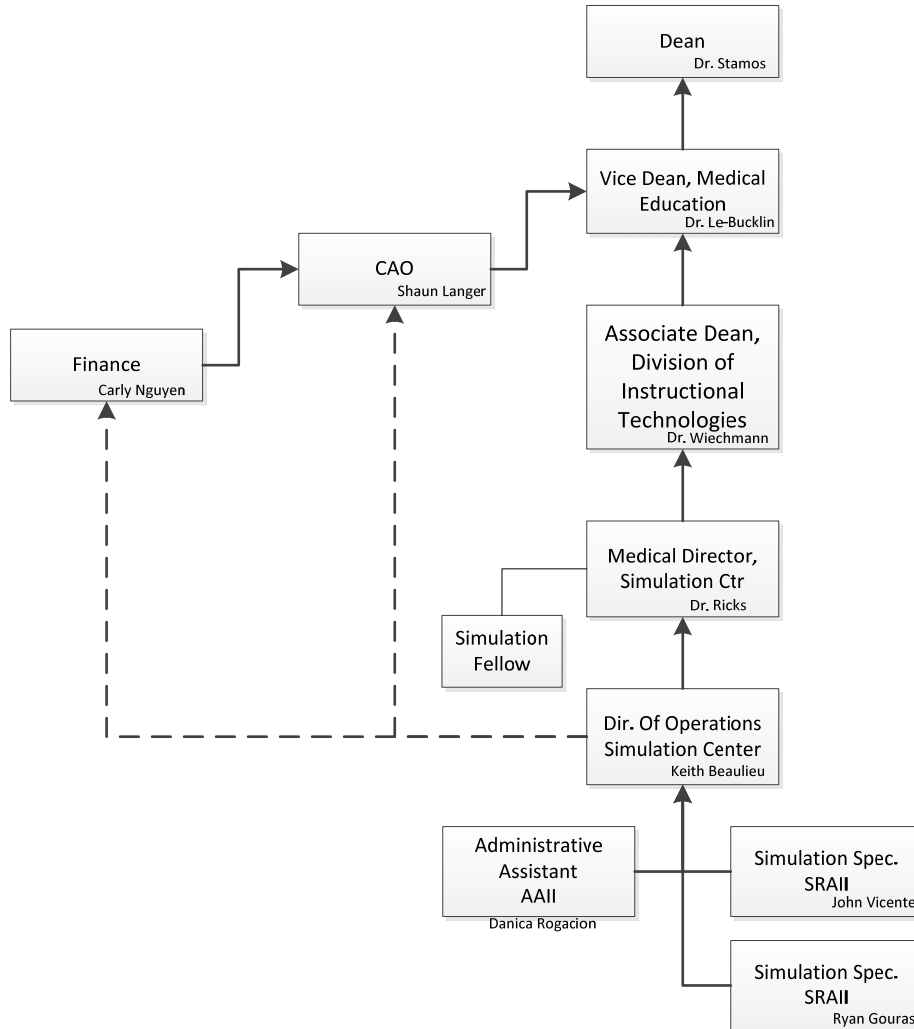 Dean
Dr. Stamos
Vice Dean, Medical
Education
Dr. Le-Bucklin
CAO
Shaun Langer
Finance
Carly Nguyen
Associate Dean,
Division of
Instructional
Technologies
Dr. Wiechmann
Medical Director,
Simulation Ctr
Dr. Ricks
Simulation
Fellow
Dir. Of Operations
Simulation Center
Keith Beaulieu
Administrative
Assistant
AAII
Danica Rogacion
Simulation Spec.
SRAII
John Vicente
Simulation Spec.
SRAII
Ryan Gouras